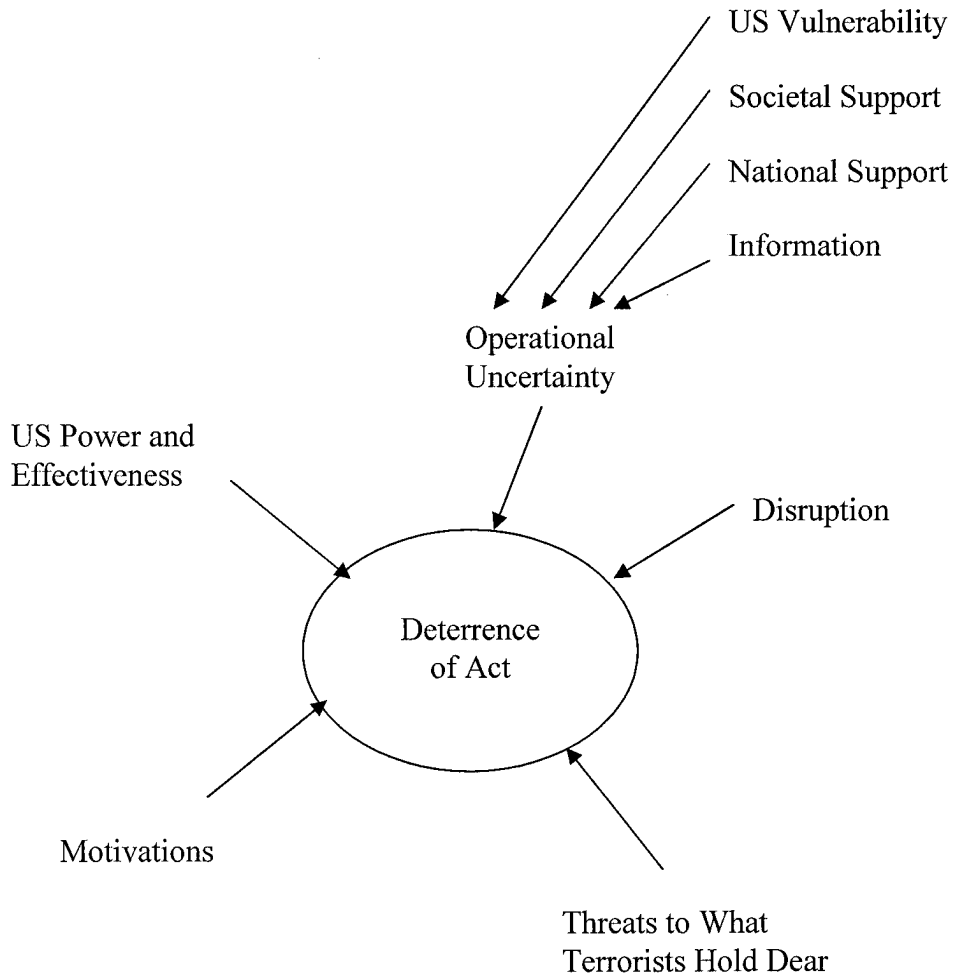 US Vulnerability
Societal Support
National Support
Information
Operational
Uncertainty
US Power and
Effectiveness
Disruption
Deterrence
of Act
Motivations
Threats to What
Terrorists Hold Dear